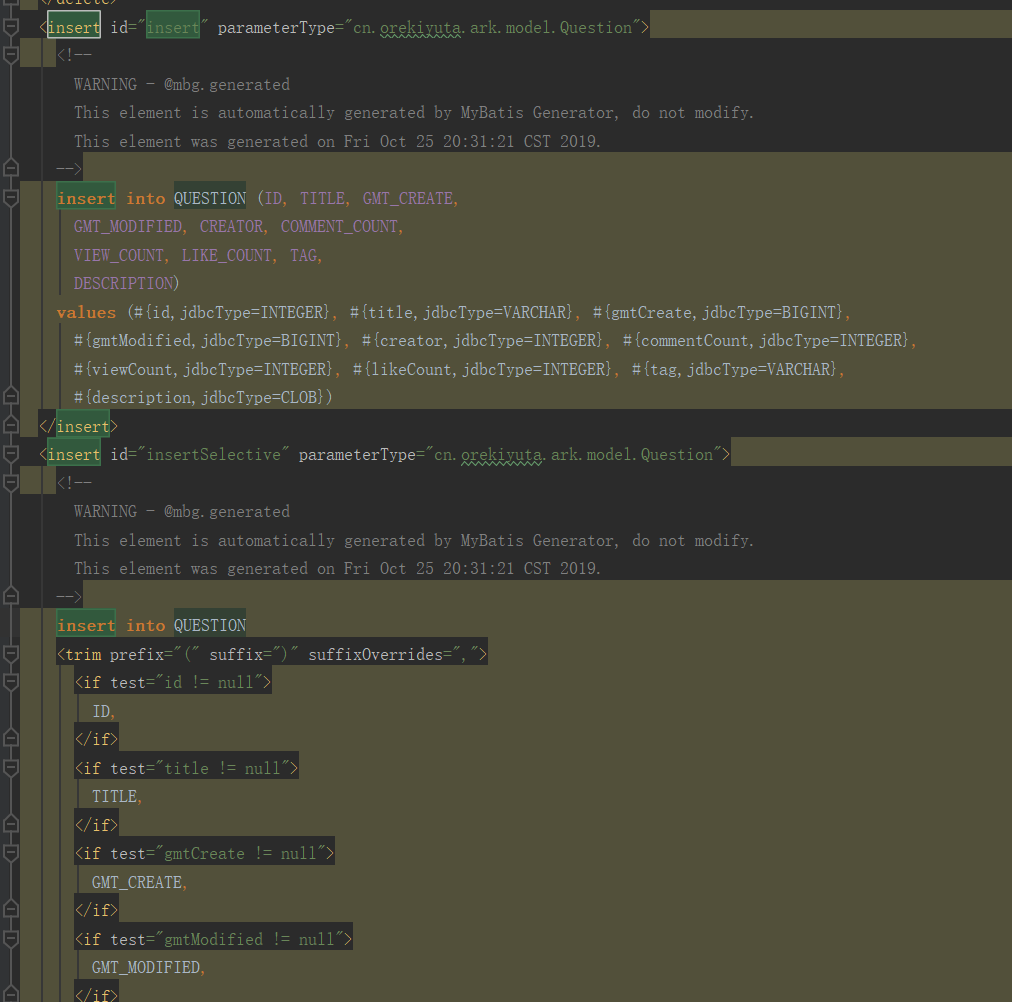 </delete>
<insert id="insert" parameterType="cn.orekiyuta.ark.model.Question">
<!--
WARNING - @mbg.generated
This element is automatically generated by MyBatis Generator, do not modify.
This element was generated on Fri Oct 25 20:31:21 CST 2019.
-->
insert into QUESTION (ID, TITLE, GMT_CREATE,
GMT_MODIFIED, CREATOR, COMMENT_COUNT,
VIEW_COUNT, LIKE_COUNT, TAG,
DESCRIPTION)
values (#{id,jdbcType=INTEGER}, #{title,jdbcType=VARCHAR}, #{gmtCreate,jdbcType=BIGINT},
#{gmtModified,jdbcType=BIGINT}, #{creator,jdbcType=INTEGER}, #{commentCount,jdbcType=INTEGER},
#{viewCount,jdbcType=INTEGER}, #{likeCount,jdbcType=INTEGER}, #{tag,jdbcType=VARCHAR},
#{description,jdbcType=CLOB})
</insert>
<insert id="insertSelective" parameterType="cn.orekiyuta.ark.model.Question">
<!--
WARNING - @mbg.generated
This element is automatically generated by MyBatis Generator, do not modify.
This element was generated on Fri Oct 25 20:31:21 CST 2019.
-->
insert into QUESTION
<trim prefix="(" suffix=")" suffixOverrides=",">
<if test="id != null">
ID,
</if>
<if test="title != null">
TITLE,
</if>
<if test="gmtCreate != null">
GMT_CREATE,
</if>
<if test="gmtModified != null">
GMT_MODIFIED,
</if>